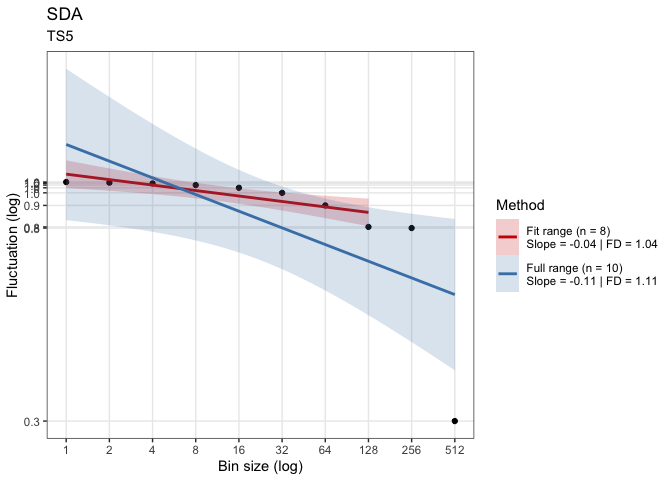 SDA
TS5
Fluctuation (log)
1.0
0.9
0.8
0.3
1
2
4
8
16
32
64
128
256
512
Bin size (log)
Method
Fit range (n = 8)
Slope = -0.04 | FD = 1.04
Full range (n = 10)
Slope = -0.11 | FD = 1.11